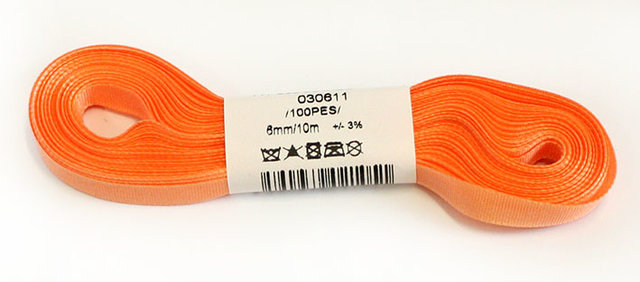 030611
/100PES/
6mm/10m +/- 3%